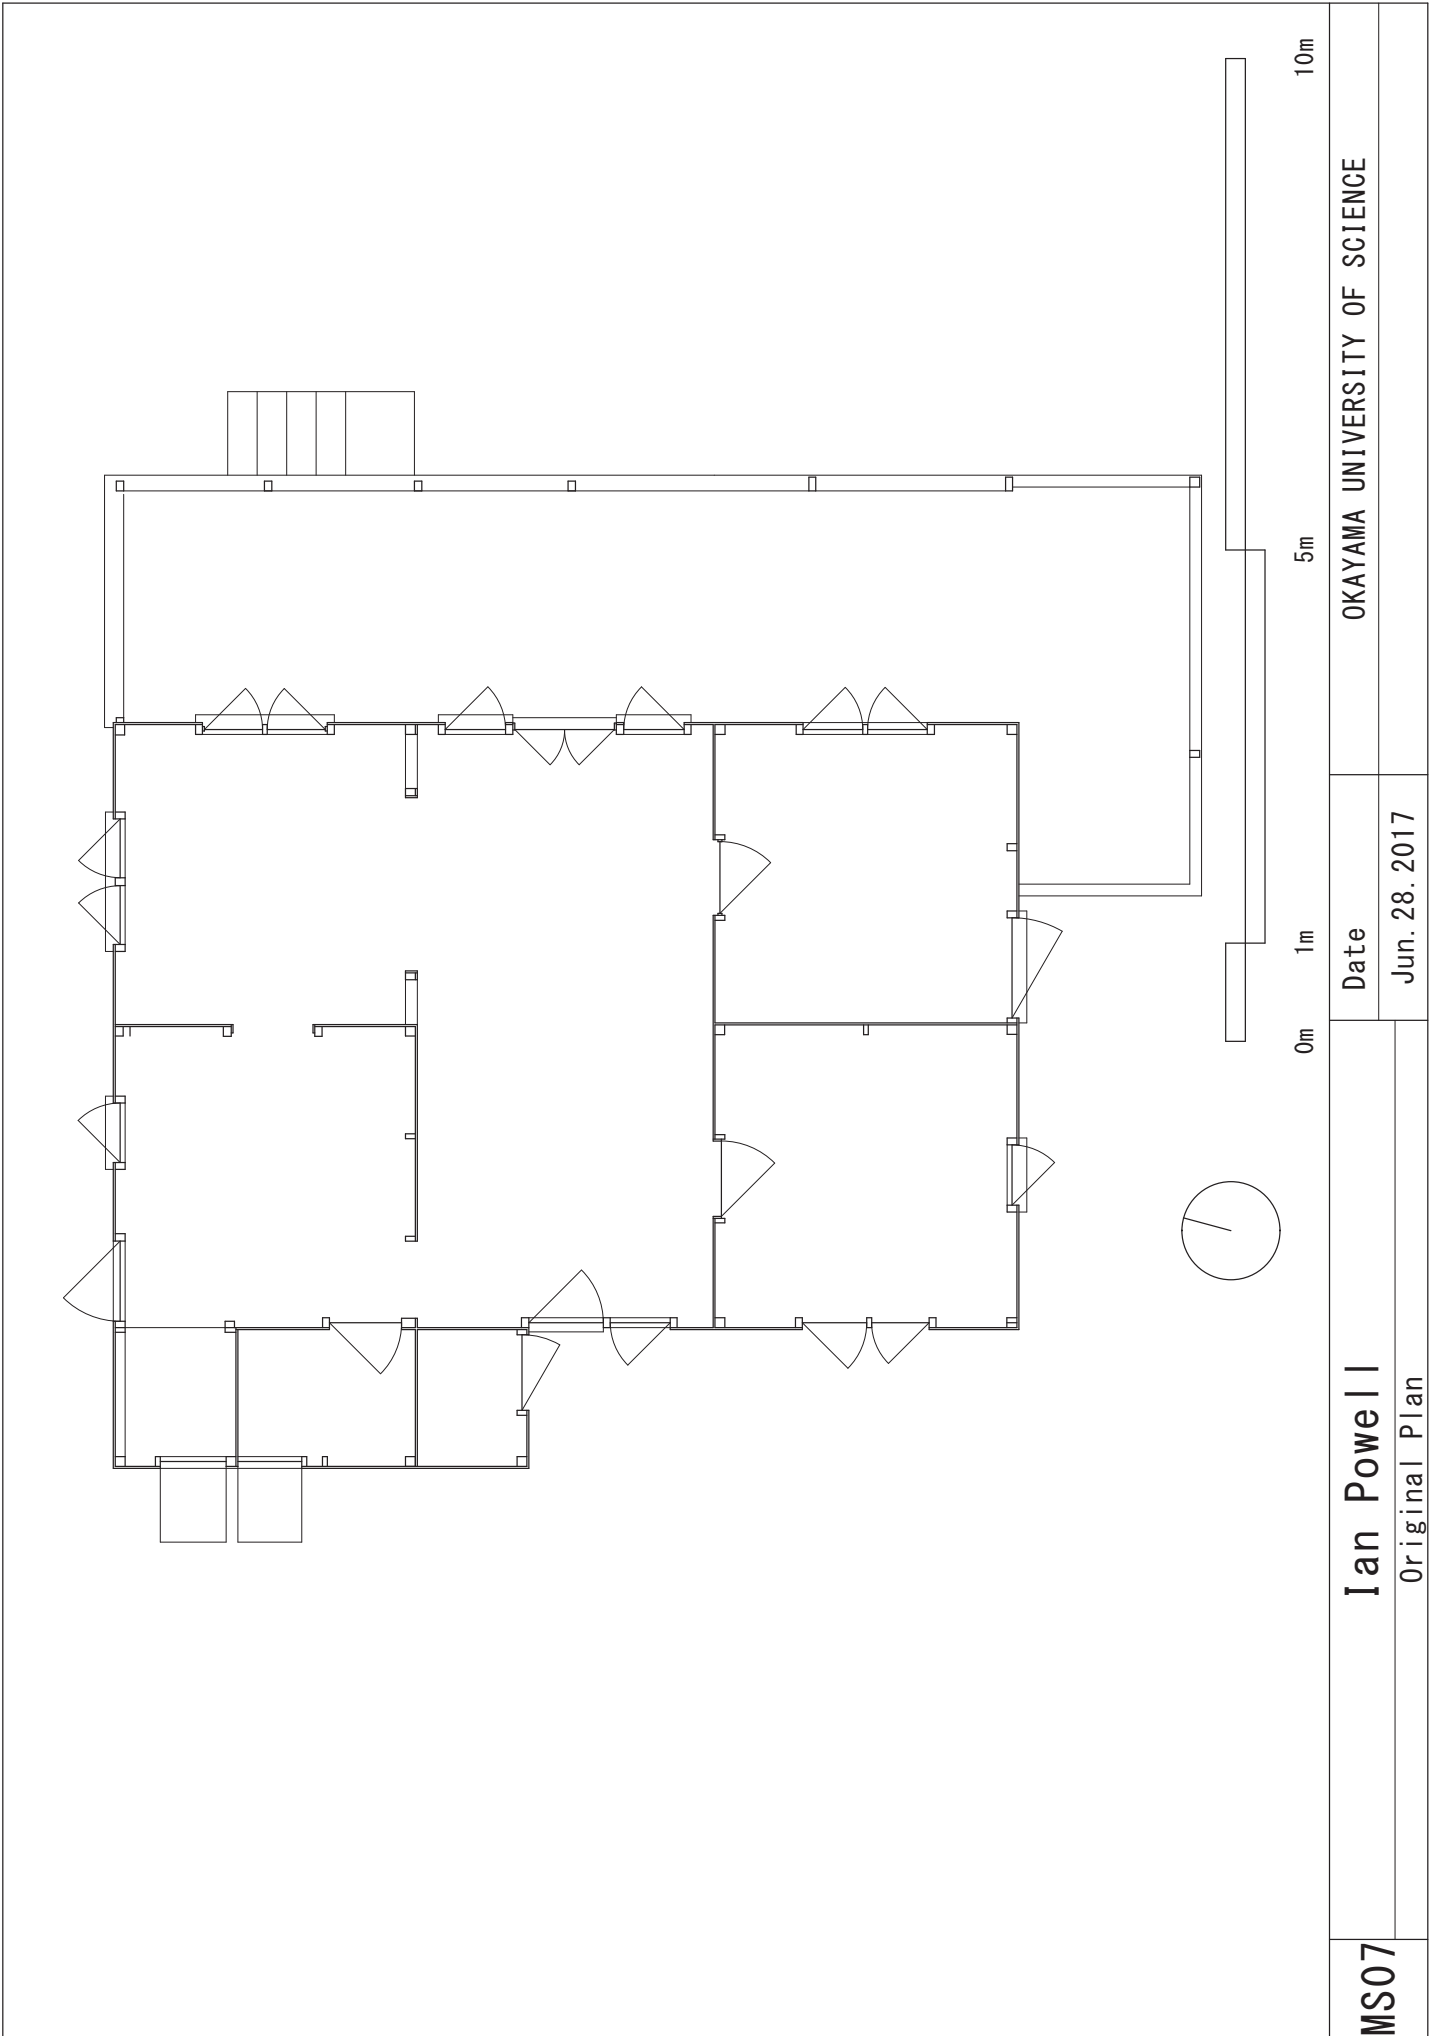 0m 1m 5m 10m
MS07
Ian Powell
Original Plan
Date
Jun. 28. 2017
OKAYAMA UNIVERSITY OF SCIENCE